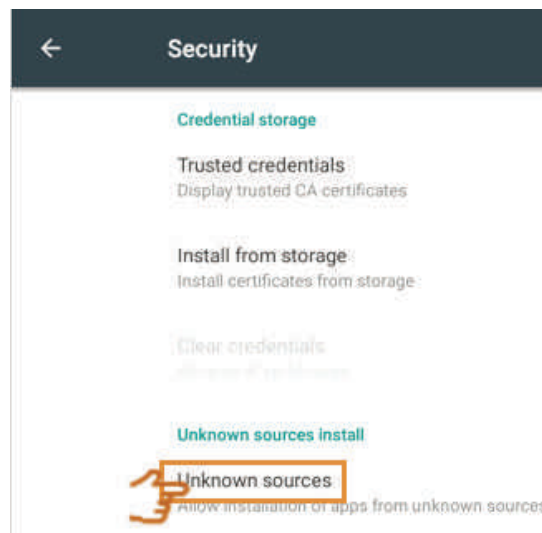 Security
Credential storage
Trusted credentials
Display trusted CA certificates
Install from storage
Install certificates from storage
Clear credentials
Unknown sources install
Unknown sources
Allow installation of apps from unknown sources